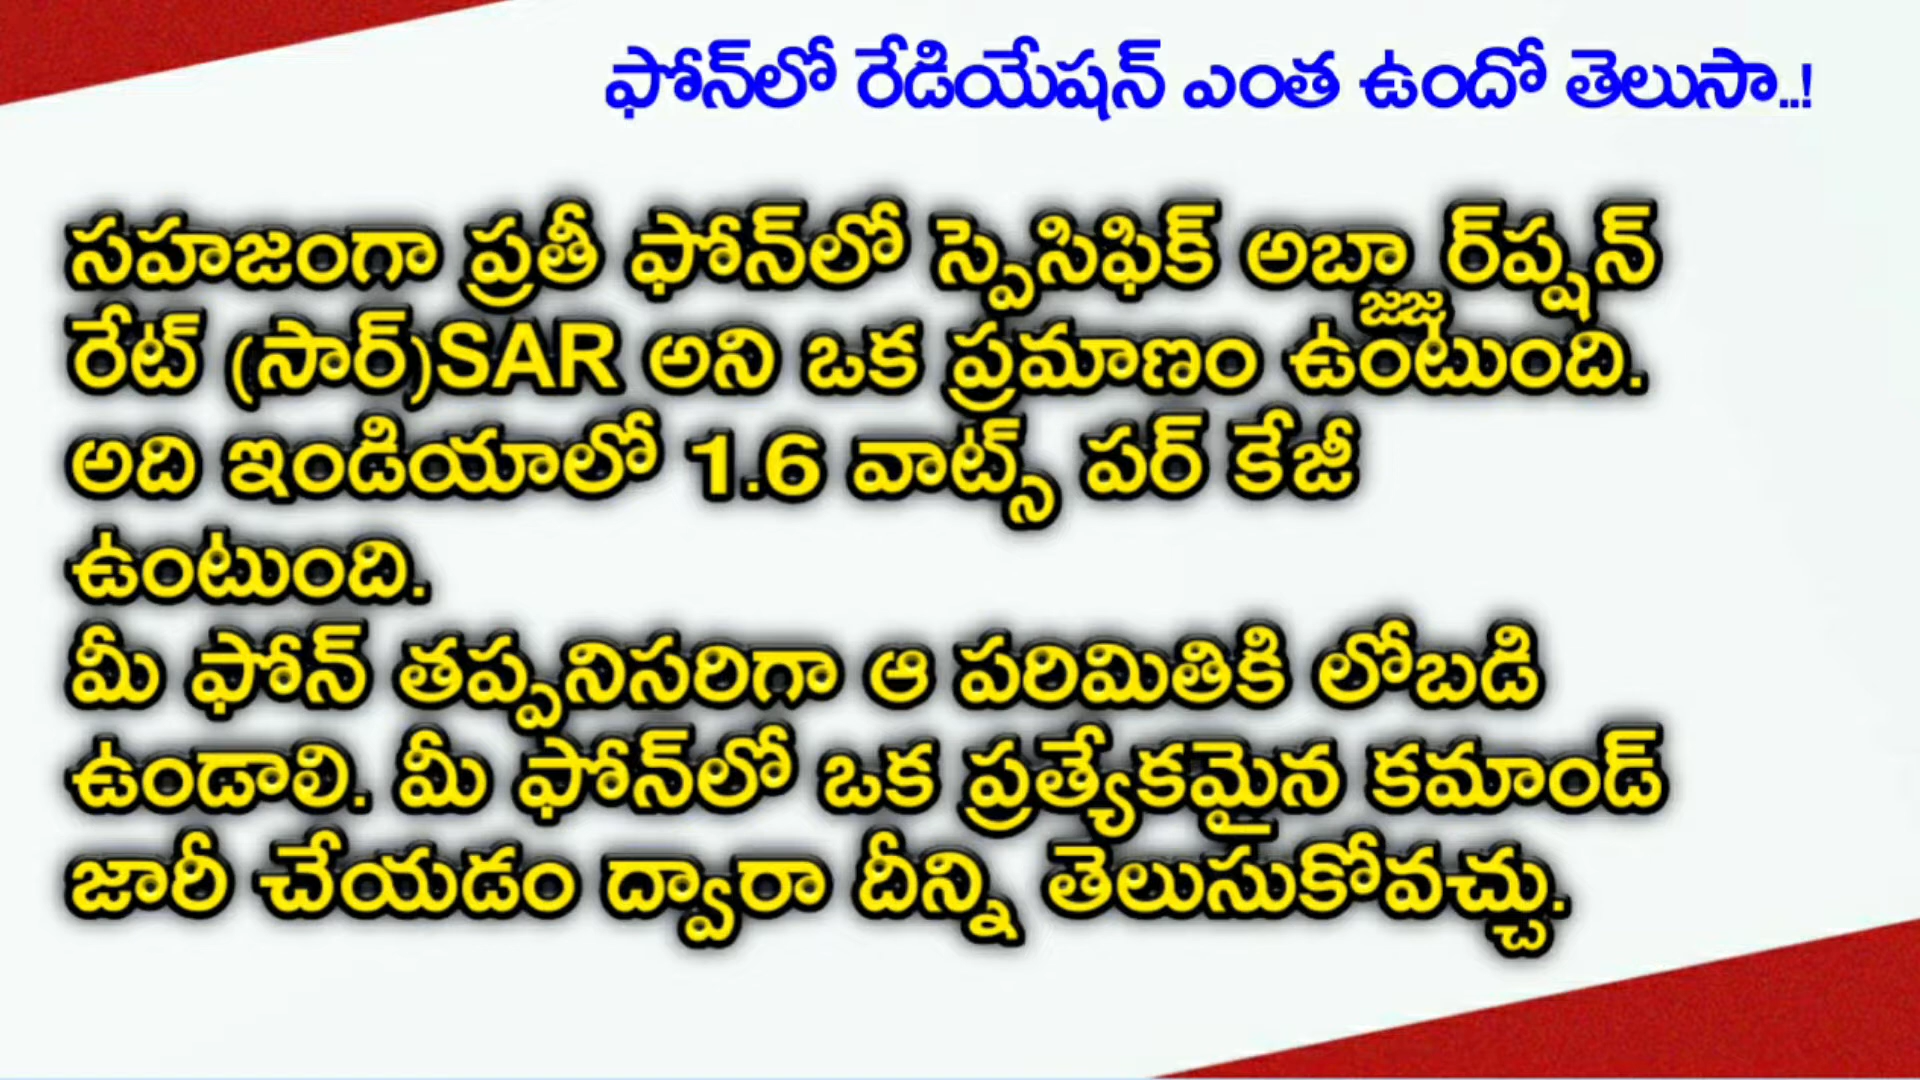 ఫోన్‌లో రేడియేషన్ ఎంత ఉందో తెలుసా..!
సహజంగా ప్రతీ ఫోన్‌లో స్పెసిఫిక్ అబ్జ్జార్ప్షన్
రేట్ (సార్)SAR అని ఒక ప్రమాణం ఉంటుంది.
అది ఇండియాలో 1.6 వాట్స్ పర్ కేజీ
ఉంటుంది.
మీ ఫోన్ తప్పనిసరిగా ఆ పరిమితికి లోబడి
ఉండాలి. మీ ఫోన్‌లో ఒక ప్రత్యేకమైన కమాండ్
జారీ చేయడం ద్వారా దీన్ని తెలుసుకోవచ్చు.